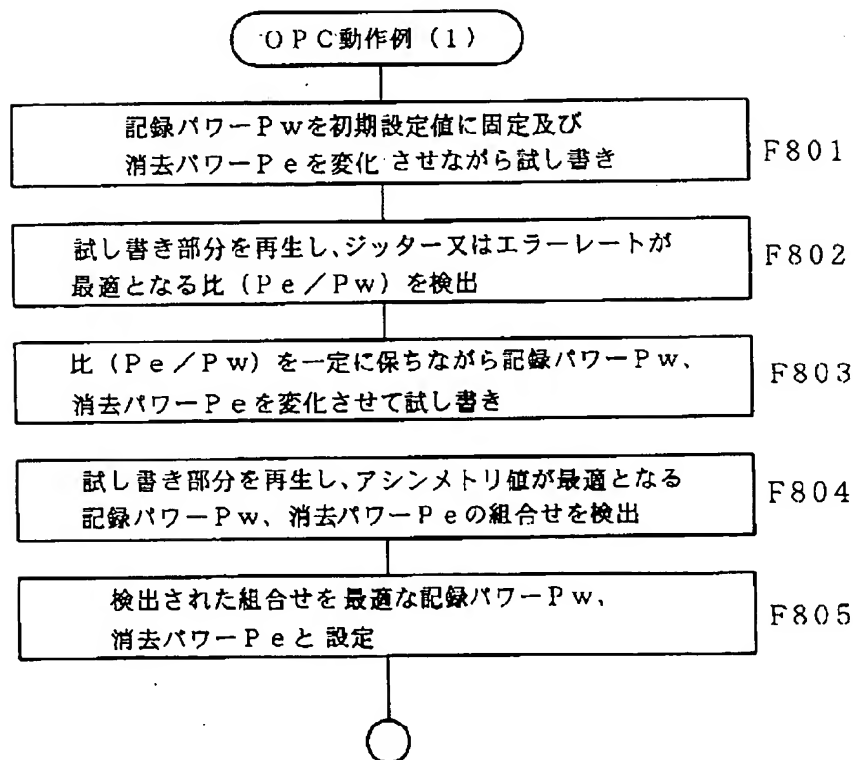 OPC動作例(1)
記録パワーPwを初期設定値に固定及び
消去パワーPeを変化させながら試し書き
F801
試し書き部分を再生し、ジッター又はエラーレートが
最適となる比(Pe/Pw)を検出
F802
比(Pe/Pw)を一定に保ちながら記録パワーPw、
消去パワーPeを変化させて試し書き
F803
試し書き部分を再生し、アシンメトリ値が最適となる
記録パワーPw、消去パワーPeの組合せを検出
F804
検出された組合せを最適な記録パワーPw、
消去パワーPeと設定
F805